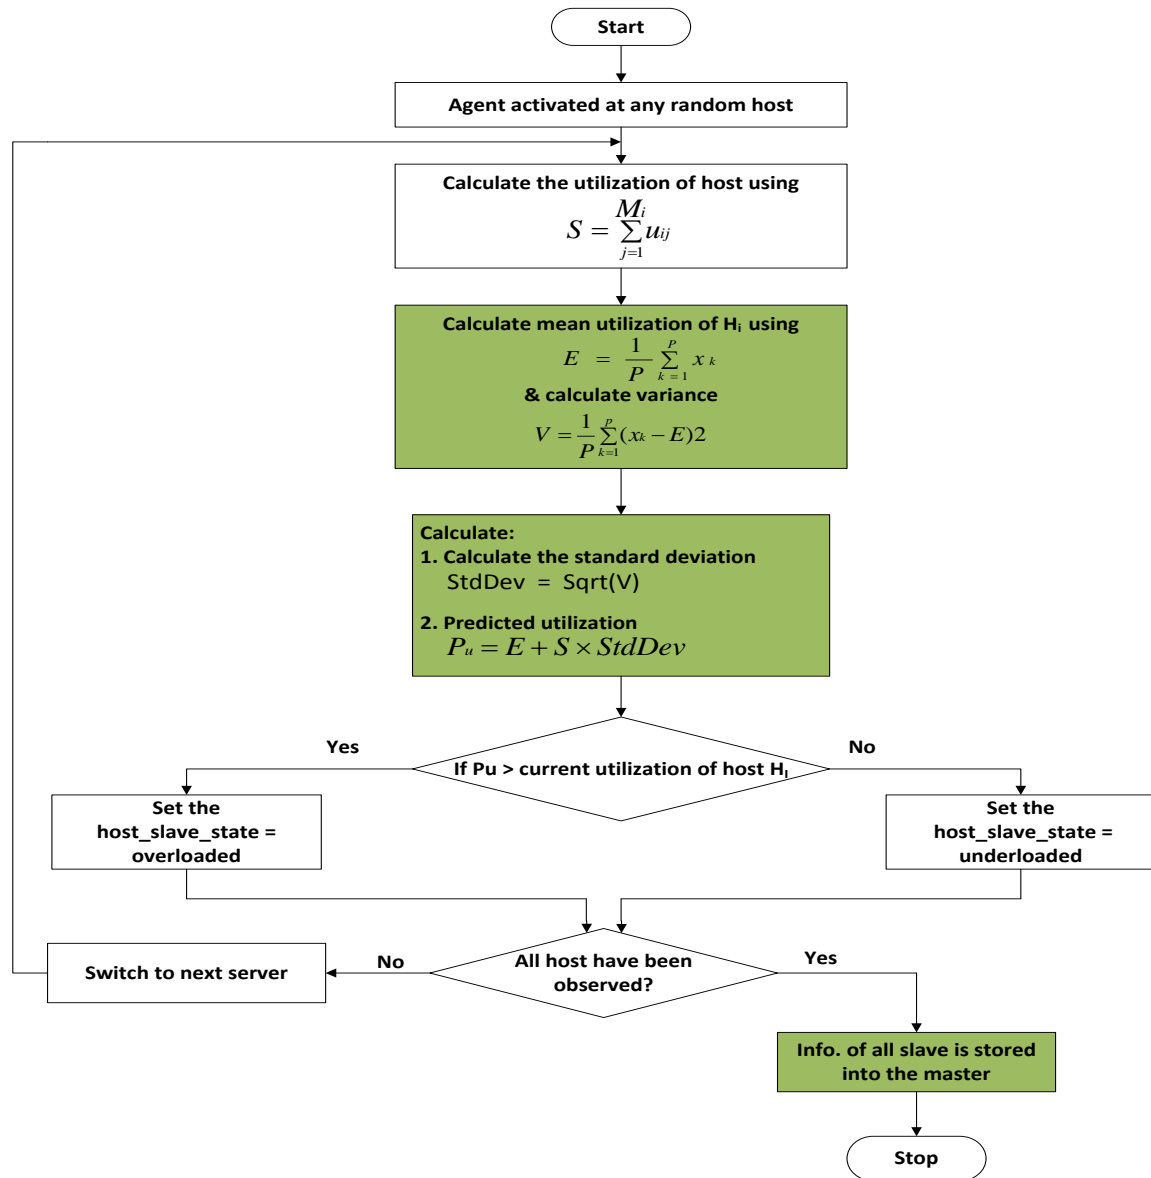 Start
Agent activated at any random host
Calculate the utilization of host using
S = ∑_{j=1}^{M_i} u_{ij}
Calculate mean utilization of H_i using
E = \frac{1}{P} ∑_{k=1}^{P} x_k
& calculate variance
V = \frac{1}{P} ∑_{k=1}^{p} (x_k − E)2
Calculate:
1. Calculate the standard deviation
StdDev = Sqrt(V)
2. Predicted utilization
P_u = E + S × StdDev
If Pu > current utilization of host H_I
Yes
No
Set the
host_slave_state =
overloaded
Set the
host_slave_state =
underloaded
All host have been
observed?
No
Yes
Switch to next server
Info. of all slave is stored
into the master
Stop